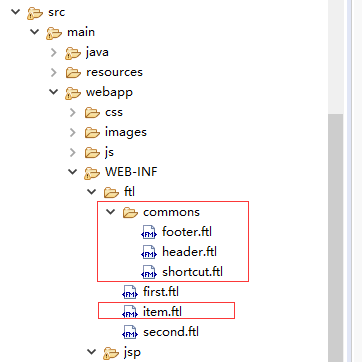 src
main
java
resources
webapp
css
images
js
WEB-INF
ftl
commons
footer.ftl
header.ftl
shortcut.ftl
first.ftl
item.ftl
second.ftl
jsp